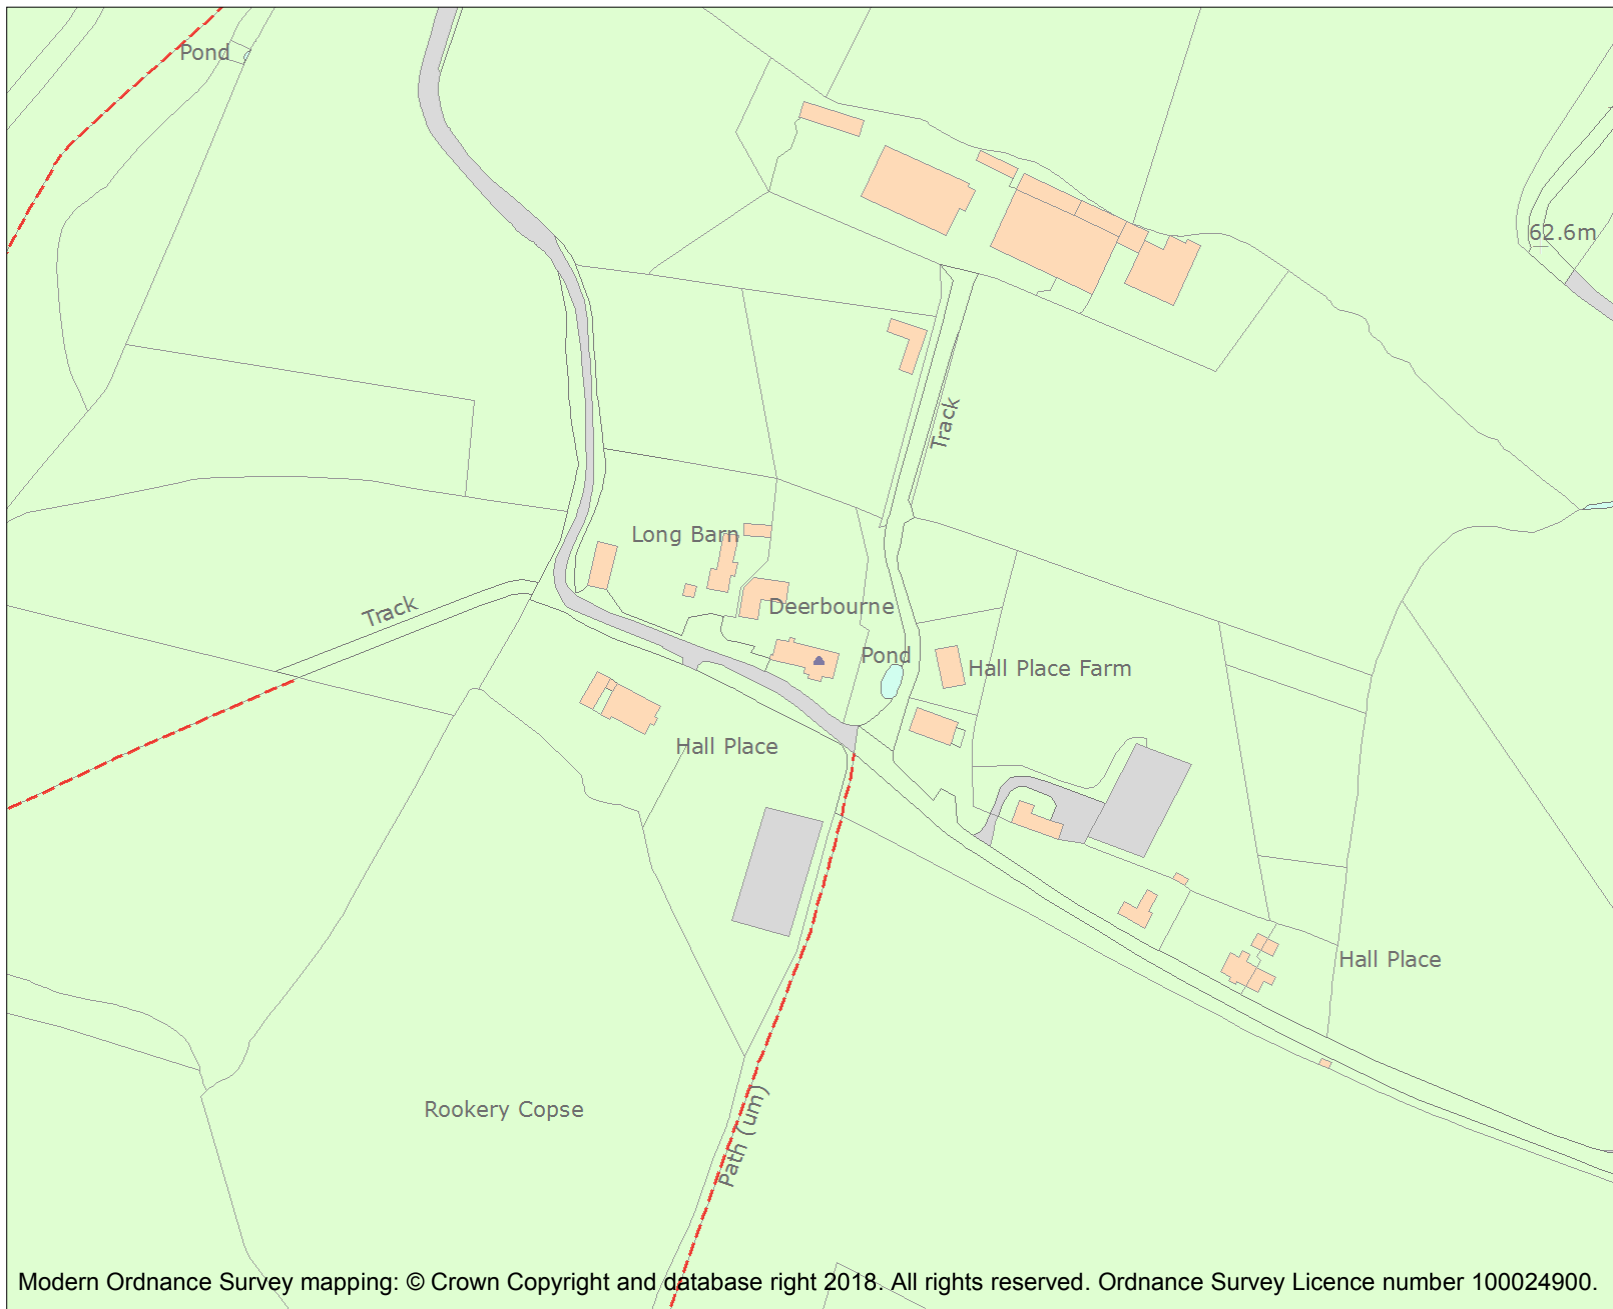 Pond
62.6m
Track
Long Barn
Track
Deerbourne
Pond
Hall Place Farm
Hall Place
Hall Place
Rookery Copse
Path (um)
Modern Ordnance Survey mapping: © Crown Copyright and database right 2018. All rights reserved. Ordnance Survey Licence number 100024900.